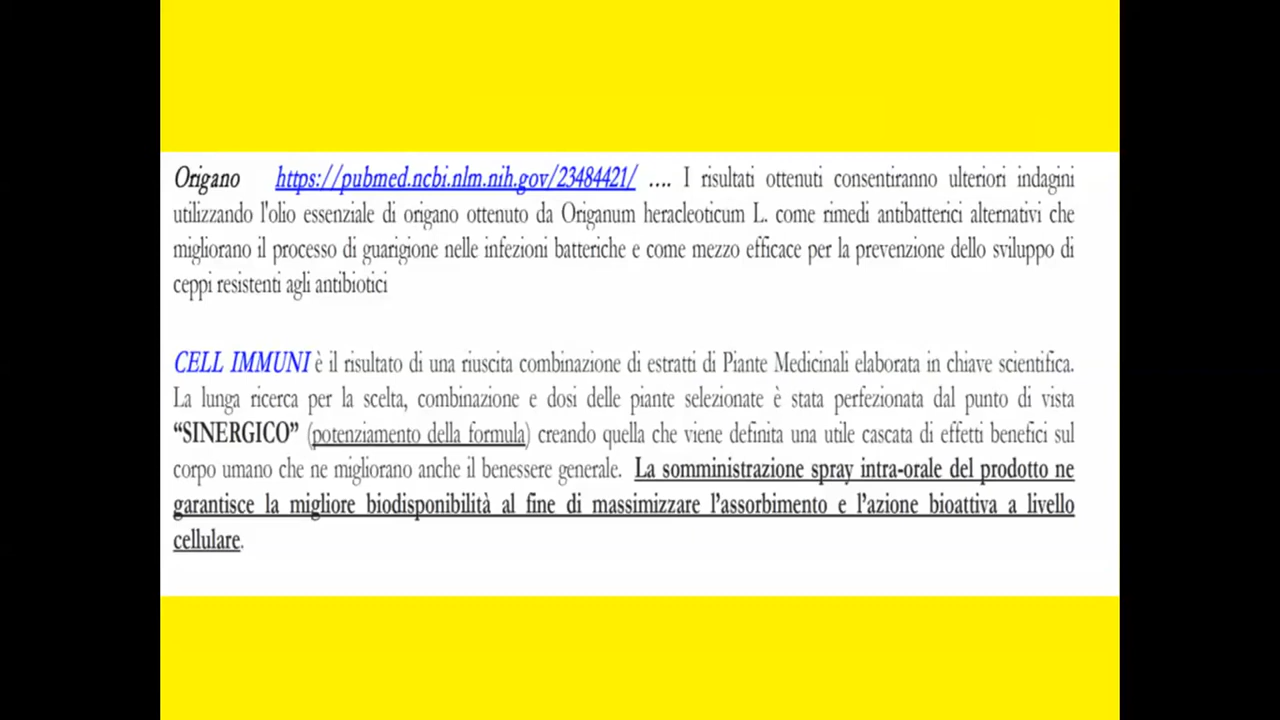 Origano https://pubmed.ncbi.nlm.nih.gov/23484421/ .... I risultati ottenuti consentiranno ulteriori indagini
utilizzando l'olio essenziale di origano ottenuto da Origanum heracleoticum L. come rimedi antibatterici alternativi che
migliorano il processo di guarigione nelle infezioni batteriche e come mezzo efficace per la prevenzione dello sviluppo di
ceppi resistenti agli antibiotici
CELL IMMUNI è il risultato di una riuscita combinazione di estratti di Piante Medicinali elaborata in chiave scientifica.
La lunga ricerca per la scelta, combinazione e dosi delle piante selezionate è stata perfezionata dal punto di vista
“SINERGICO” (potenziamento della formula) creando quella che viene definita una utile cascata di effetti benefici sul
corpo umano che ne migliorano anche il benessere generale. La somministrazione spray intra-orale del prodotto ne
garantisce la migliore biodisponibilità al fine di massimizzare l’assorbimento e l’azione bioattiva a livello
cellulare.